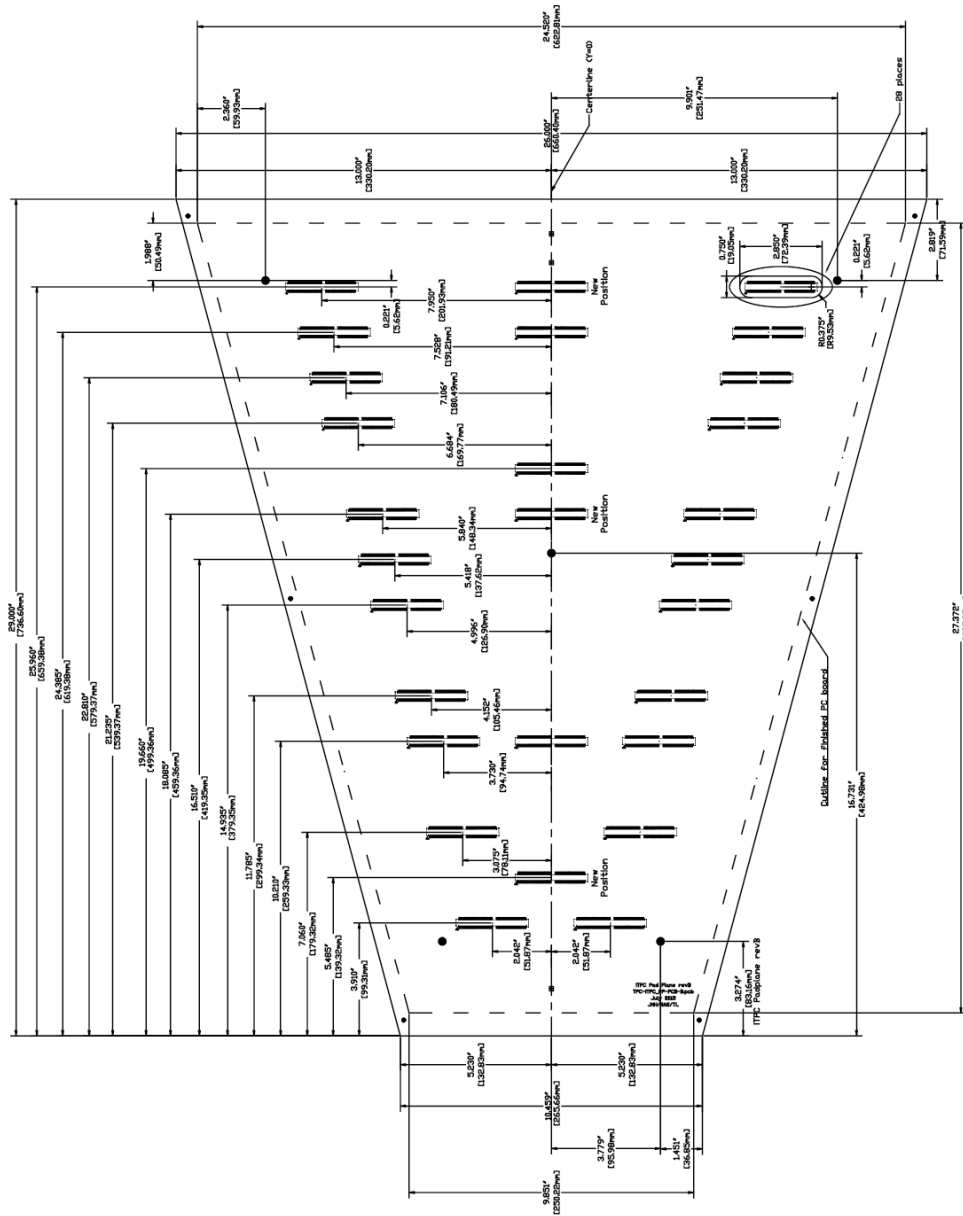 24.520"
[622.81mm]
Centerline (Y=0)
9.901"
[251.47mm]
28 places
2.360"
[59.93mm]
26.000"
[660.40mm]
13.000"
[330.20mm]
13.000"
[330.20mm]
1.988"
[50.49mm]
0.750"
[19.05mm]
2.850"
[72.39mm]
0.221"
[5.62mm]
2.819"
[71.59mm]
7.950"
[201.93mm]
0.221"
[5.62mm]
New
Position
R0.375"
[R9.53mm]
7.528"
[191.21mm]
7.106"
[180.49mm]
6.684"
[169.77mm]
5.840"
[148.34mm]
New
Position
5.418"
[137.62mm]
4.996"
[126.90mm]
29.000"
[736.60mm]
25.960"
[659.38mm]
24.385"
[619.38mm]
22.810"
[579.37mm]
21.235"
[539.37mm]
19.660"
[499.36mm]
18.085"
[459.36mm]
16.510"
[419.35mm]
14.935"
[379.35mm]
11.785"
[299.34mm]
10.210"
[259.33mm]
7.060"
[179.32mm]
5.485"
[139.32mm]
3.910"
[99.31mm]
27.372"
4.152"
[105.46mm]
3.730"
[94.74mm]
Cutline for finished PC board
16.731"
[424.98mm]
3.075"
[78.11mm]
New
Position
2.042"
[51.87mm]
2.042"
[51.87mm]
3.274"
[83.16mm]
ITPC Pad Plane revB
July 2015
ITPC Padplane revB
5.230"
[132.83mm]
5.230"
[132.83mm]
10.459"
[265.66mm]
3.779"
[95.98mm]
1.451"
[36.85mm]
9.851"
[250.22mm]